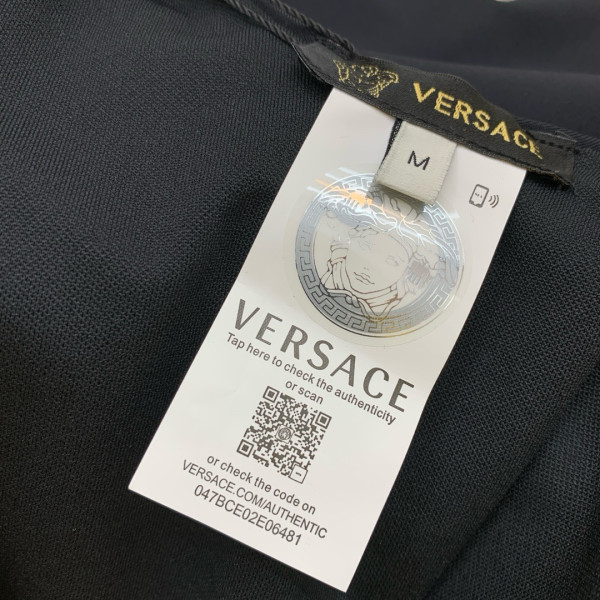 VERSACE
M
VERSACE
Tap here to check the authenticity
or scan
or check the code on
VERSACE.COM/AUTHENTIC
047BCE02E06481